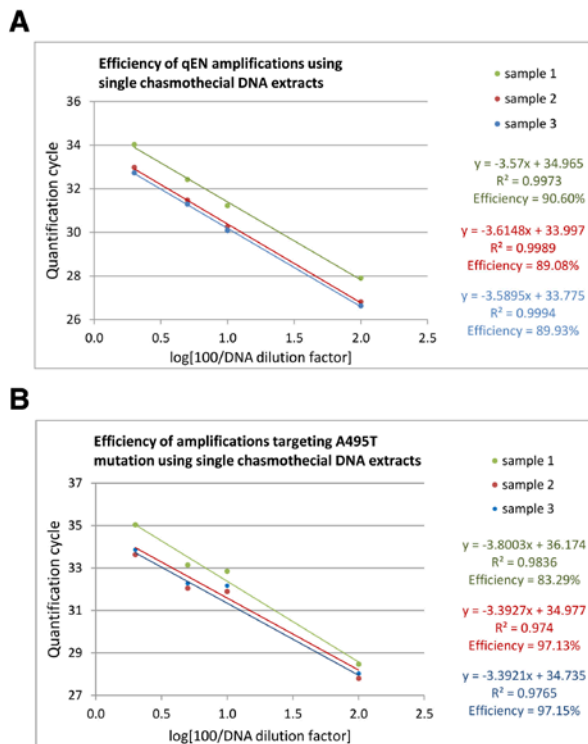 A
Efficiency of qEN amplifications using
single chasmothecial DNA extracts
sample 1
sample 2
sample 3
36
34
32
30
28
26
Quantification cycle
0.0 0.5 1.0 1.5 2.0 2.5
log[100/DNA dilution factor]
y = -3.57x + 34.965
R² = 0.9973
Efficiency = 90.60%
y = -3.6148x + 33.997
R² = 0.9989
Efficiency = 89.08%
y = -3.5895x + 33.775
R² = 0.9994
Efficiency = 89.93%
B
Efficiency of amplifications targeting A495T
mutation using single chasmothecial DNA extracts
sample 1
sample 2
sample 3
37
35
33
31
29
27
Quantification cycle
0.0 0.5 1.0 1.5 2.0 2.5
log[100/DNA dilution factor]
y = -3.8003x + 36.174
R² = 0.9836
Efficiency = 83.29%
y = -3.3927x + 34.977
R² = 0.974
Efficiency = 97.13%
y = -3.3921x + 34.735
R² = 0.9765
Efficiency = 97.15%